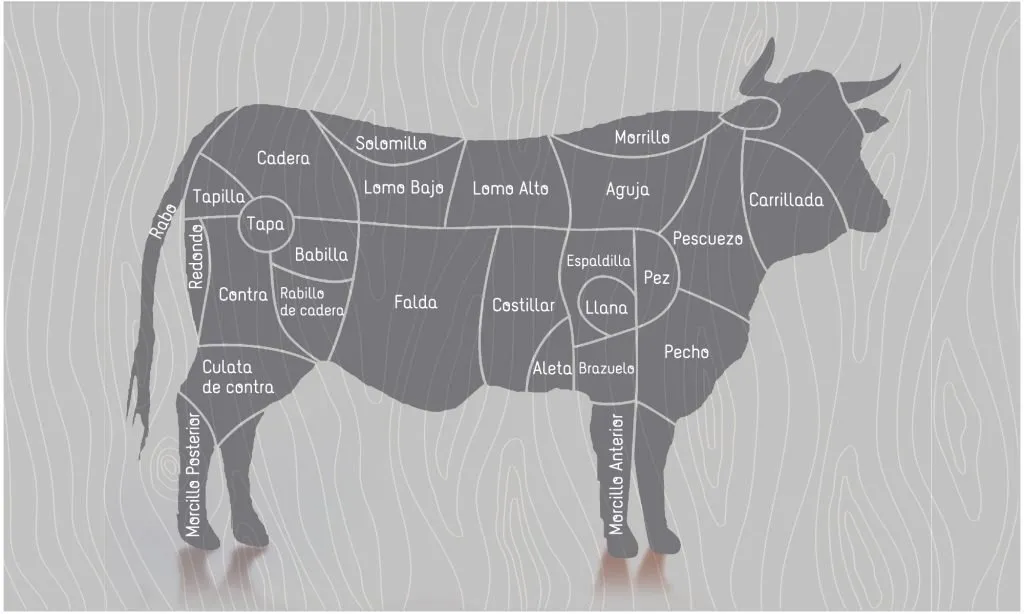 Solomillo
Morrillo
Cadera
Lomo Bajo
Lomo Alto
Aguja
Carrillada
Tapilla
Rabo
Tapa
Redondo
Babilla
Pescuezo
Espaldilla
Pez
Contra
Rabillo
de cadera
Falda
Costillar
Llana
Pecho
Culata
de contra
Aleta
Brazuelo
Morcillo Posterior
Morcillo Anterior